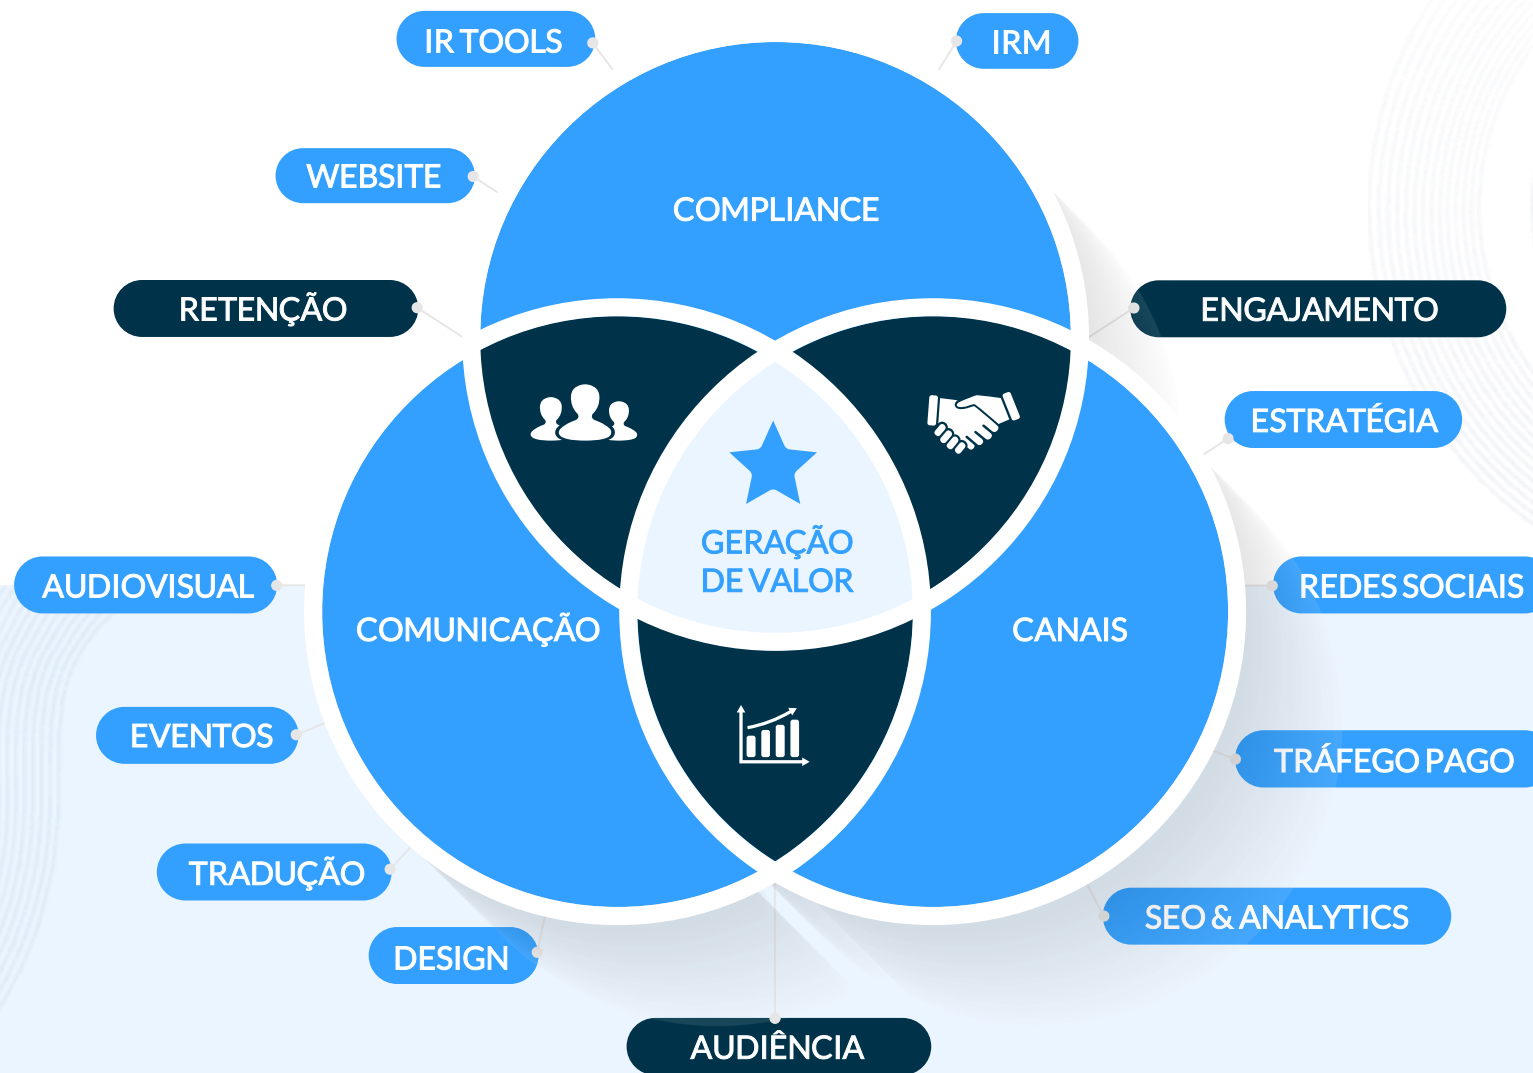 IR TOOLS
IRM
WEBSITE
COMPLIANCE
RETENÇÃO
ENGAJAMENTO
ESTRATÉGIA
GERAÇÃO
DE VALOR
AUDIOVISUAL
REDES SOCIAIS
COMUNICAÇÃO
CANAIS
EVENTOS
TRÁFEGO PAGO
TRADUÇÃO
SEO & ANALYTICS
DESIGN
AUDIÊNCIA